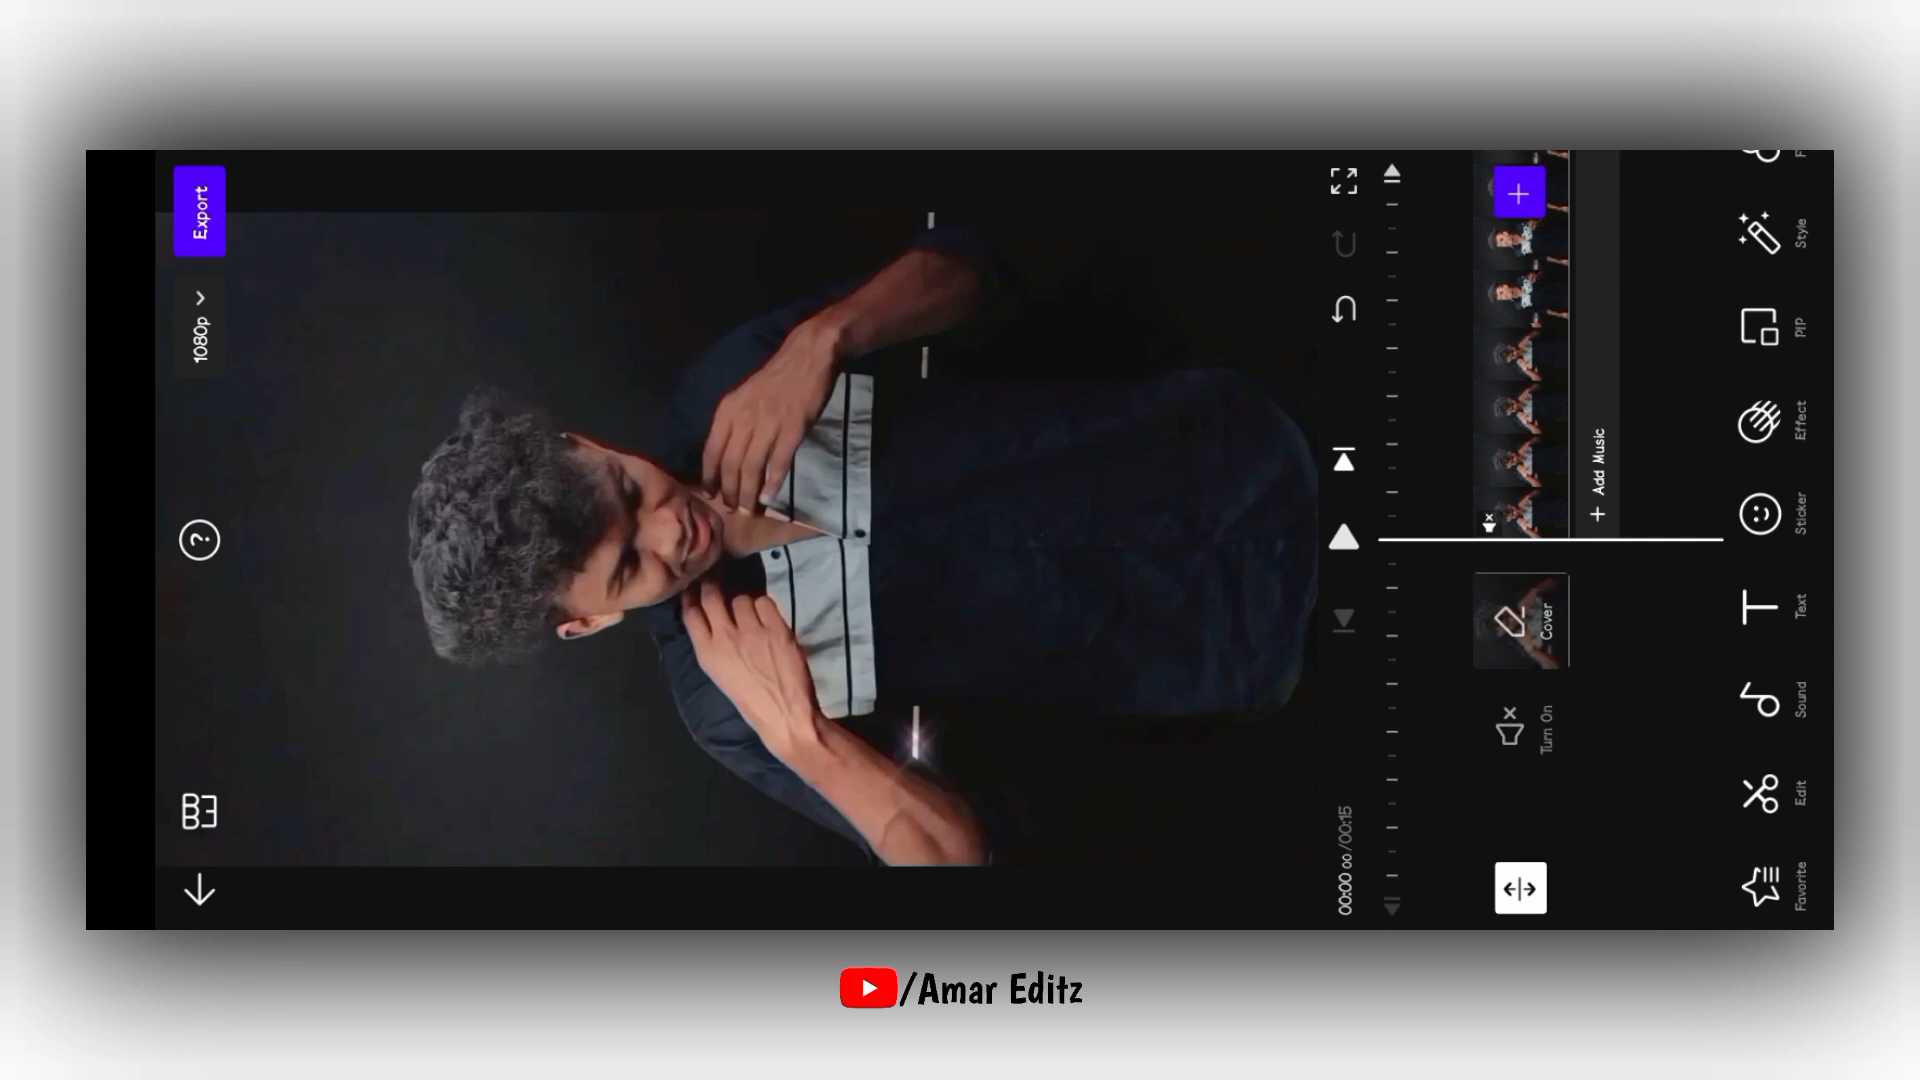 Export
1080p
00:00 00/00:15
+ Add Music
Cover
Turn On
Favorite
Edit
Sound
Text
Sticker
Effect
PIP
Style
F
/Amar Editz